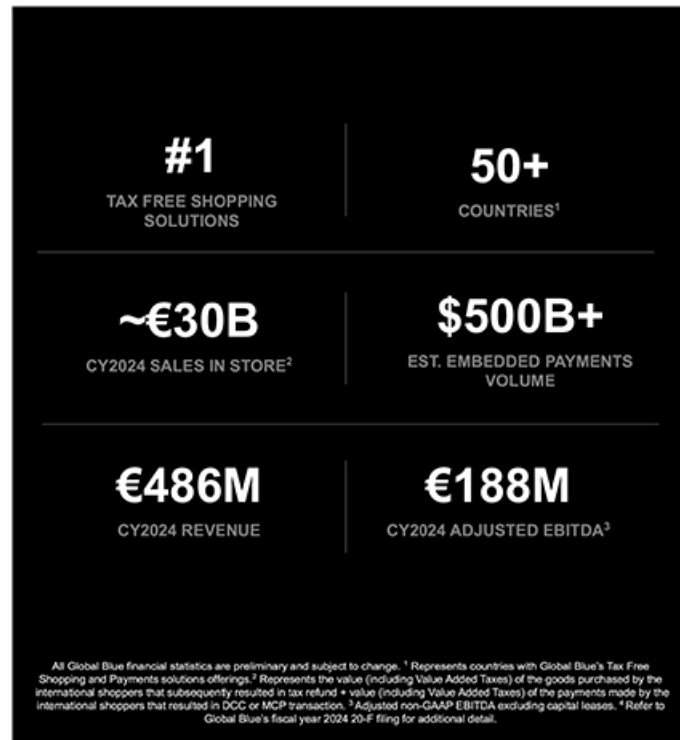 #1
TAX FREE SHOPPING
SOLUTIONS
50+
COUNTRIES¹
~€30B
CY2024 SALES IN STORE²
$500B+
EST. EMBEDDED PAYMENTS
VOLUME
€486M
CY2024 REVENUE
€188M
CY2024 ADJUSTED EBITDA³
All Global Blue financial statistics are preliminary and subject to change. ¹ Represents countries with Global Blue's Tax Free
Shopping and Payments solutions offerings.² Represents the value (including Value Added Taxes) of the goods purchased by the
international shoppers that subsequently resulted in tax refund + value (including Value Added Taxes) of the payments made by the
international shoppers that resulted in DCC or MCP transaction. ³ Adjusted non-GAAP EBITDA excluding capital leases. ⁴ Refer to
Global Blue's fiscal year 2024 20-F filing for additional detail.